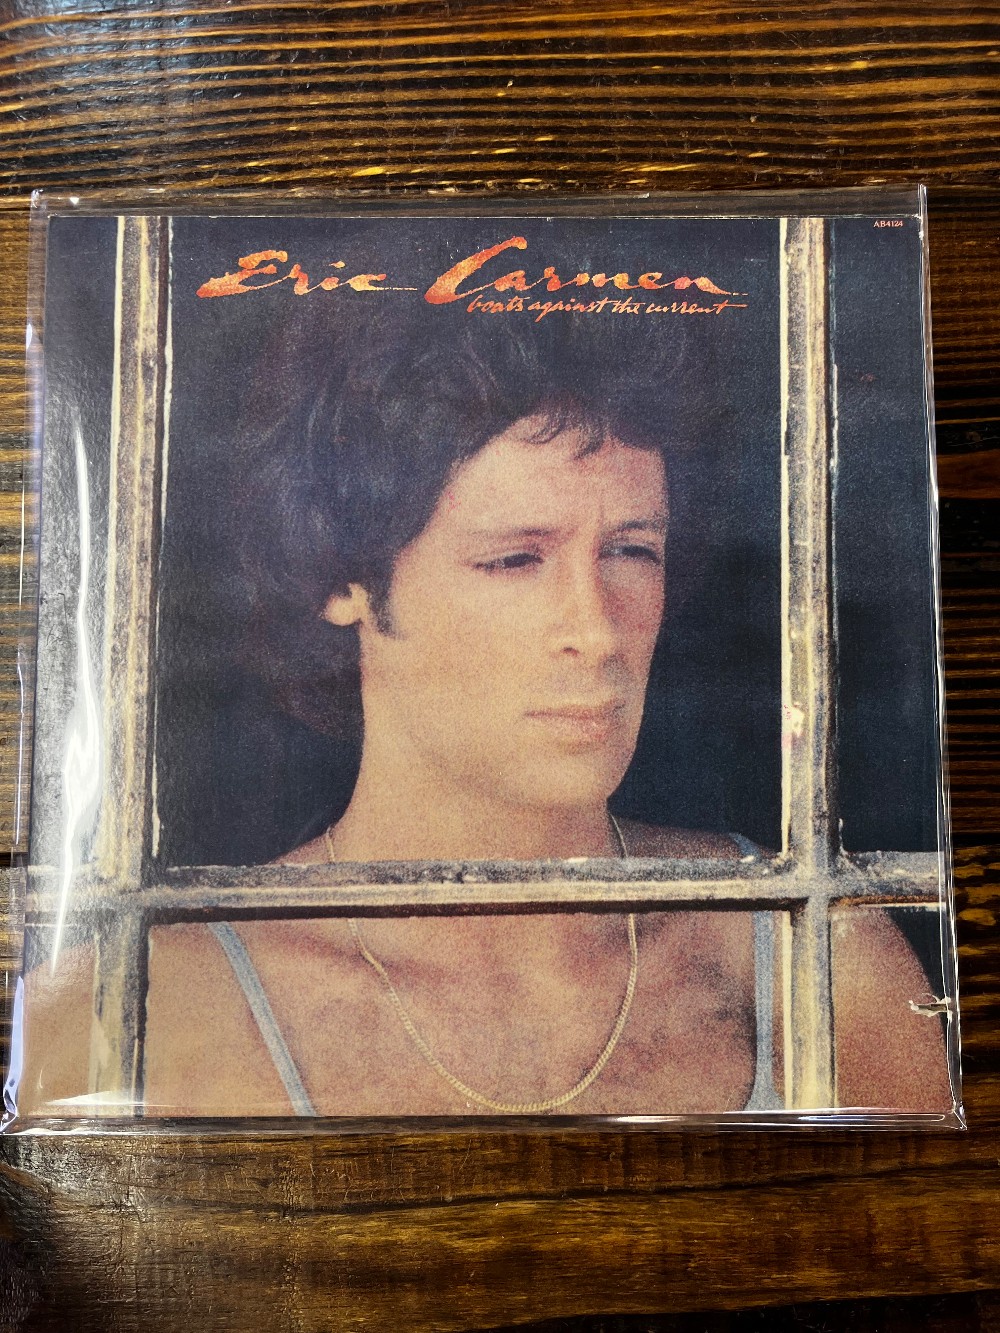 AB4124
Eric Carmen
boats against the current